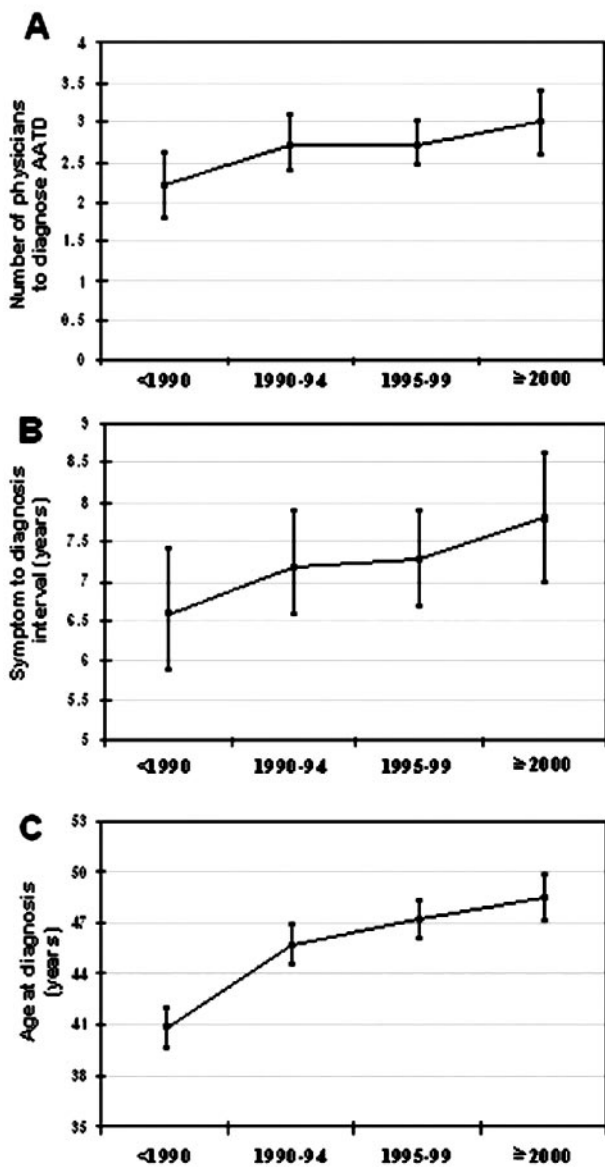 A
Number of physicians
to diagnose AATD
4
3.5
3
2.5
2
1.5
1
0.5
0
<1990 1990-94 1995-99 ≥2000
B
Symptom to diagnosis
interval (years)
9
8.5
8
7.5
7
6.5
6
5.5
5
<1990 1990-94 1995-99 ≥2000
C
Age at diagnosis
(years)
53
50
47
44
41
38
35
<1990 1990-94 1995-99 ≥2000